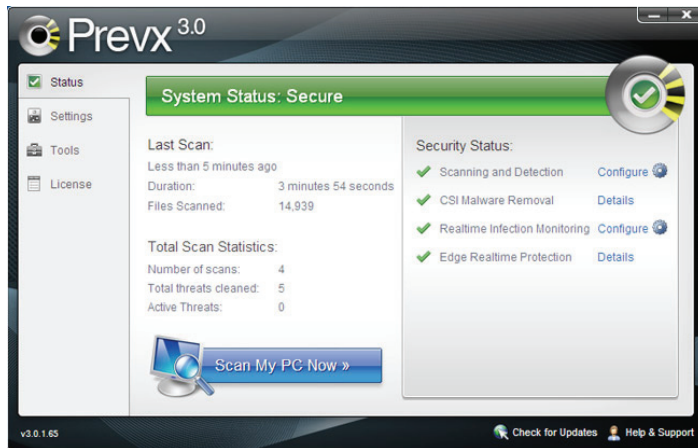 Prevx 3.0
Status
Settings
Tools
License
System Status: Secure
Last Scan:
Less than 5 minutes ago
Duration: 3 minutes 54 seconds
Files Scanned: 14,939
Total Scan Statistics:
Number of scans: 4
Total threats cleaned: 5
Active Threats: 0
Scan My PC Now »
Security Status:
Scanning and Detection Configure
CSI Malware Removal Details
Realtime Infection Monitoring Configure
Edge Realtime Protection Details
v3.0.1.65
Check for Updates Help & Support